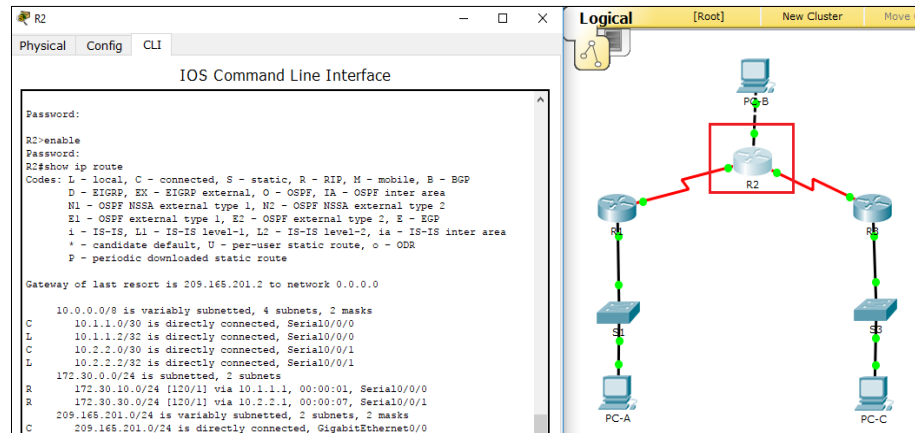 R2
Physical Config CLI
IOS Command Line Interface
Password:
R2>enable
Password:
R2#show ip route
Codes: L - local, C - connected, S - static, R - RIP, M - mobile, B - BGP
D - EIGRP, EX - EIGRP external, O - OSPF, IA - OSPF inter area
N1 - OSPF NSSA external type 1, N2 - OSPF NSSA external type 2
E1 - OSPF external type 1, E2 - OSPF external type 2, E - EGP
i - IS-IS, L1 - IS-IS level-1, L2 - IS-IS level-2, ia - IS-IS inter area
* - candidate default, U - per-user static route, o - ODR
P - periodic downloaded static route
Gateway of last resort is 209.165.201.2 to network 0.0.0.0
10.0.0.0/8 is variably subnetted, 4 subnets, 2 masks
C 10.1.1.0/30 is directly connected, Serial0/0/0
L 10.1.1.2/32 is directly connected, Serial0/0/0
C 10.2.2.0/30 is directly connected, Serial0/0/1
L 10.2.2.2/32 is directly connected, Serial0/0/1
172.30.0.0/24 is subnetted, 2 subnets
R 172.30.10.0/24 [120/1] via 10.1.1.1, 00:00:01, Serial0/0/0
R 172.30.30.0/24 [120/1] via 10.2.2.1, 00:00:07, Serial0/0/1
209.165.201.0/24 is variably subnetted, 2 subnets, 2 masks
C 209.165.201.0/24 is directly connected, GigabitEthernet0/0
Logical [Root] New Cluster Move
PC-B
R2
R1
R3
S1
S3
PC-A
PC-C